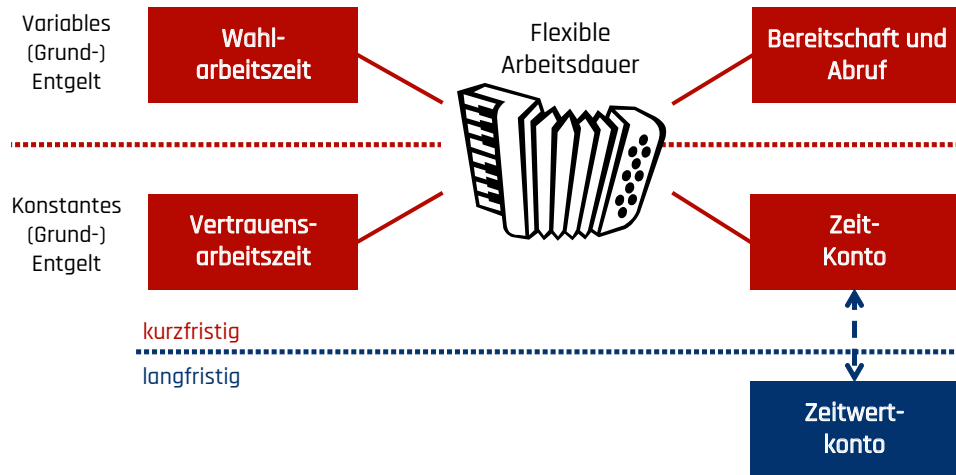 Variables
(Grund-)
Entgelt
Wahl-
arbeitszeit
Flexible
Arbeitsdauer
Bereitschaft und
Abruf
Konstantes
(Grund-)
Entgelt
Vertrauens-
arbeitszeit
Zeit-
Konto
kurzfristig
langfristig
Zeitwert-
konto